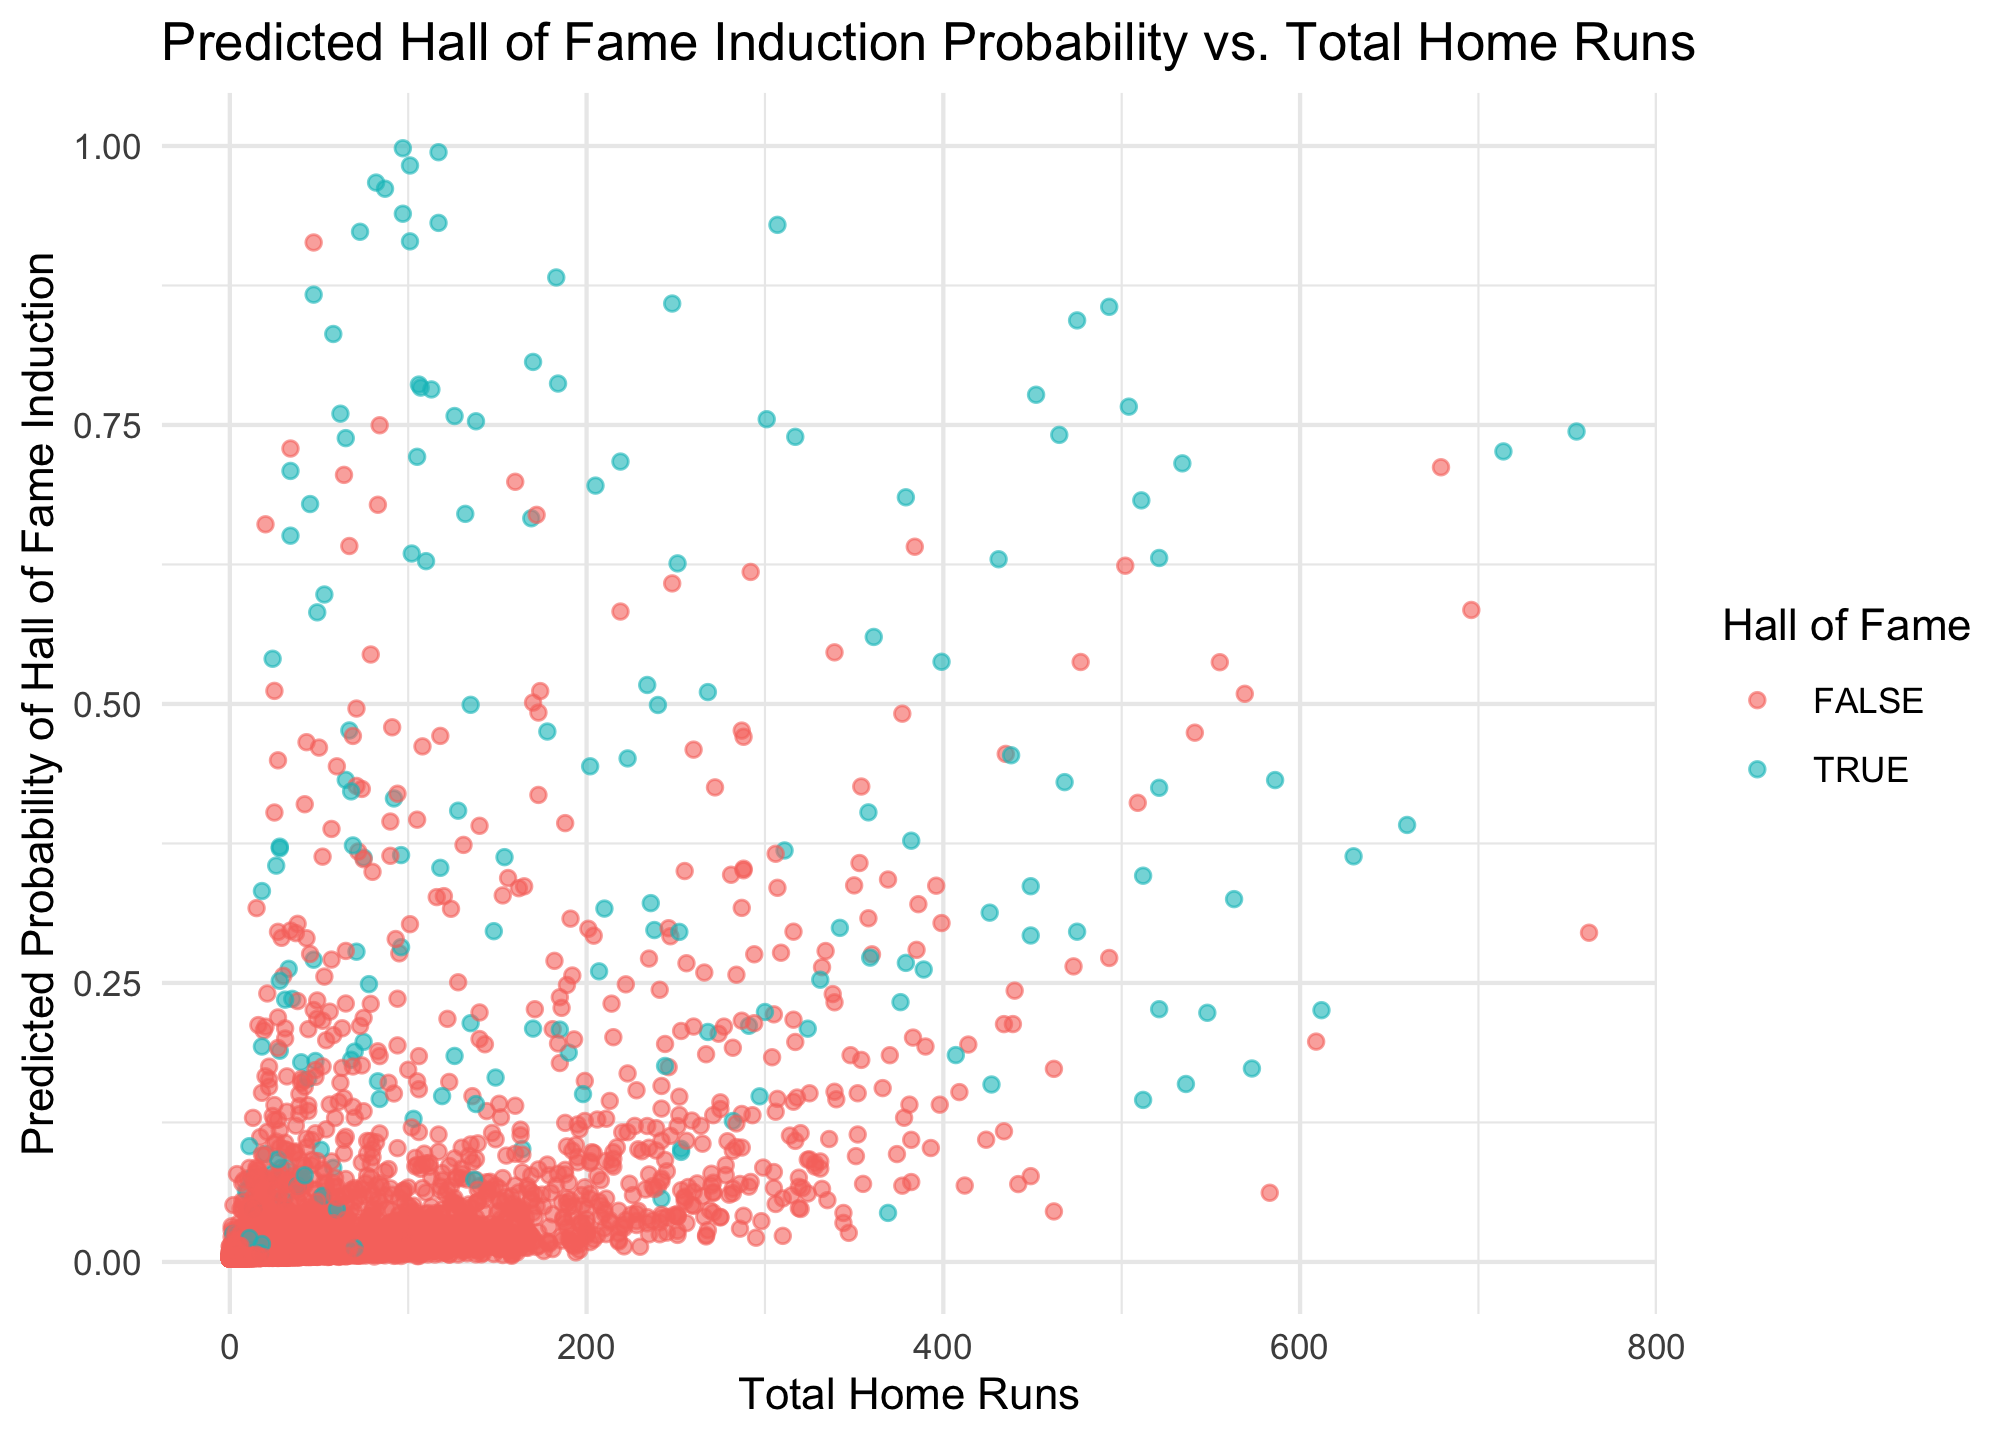 Predicted Hall of Fame Induction Probability vs. Total Home Runs
Predicted Probability of Hall of Fame Induction
1.00
0.75
0.50
0.25
0.00
0
200
400
600
800
Total Home Runs
Hall of Fame
FALSE
TRUE